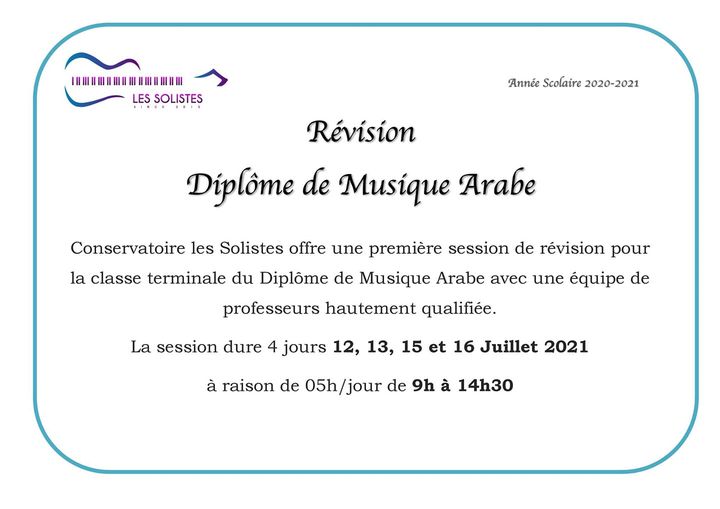 LES SOLISTES
SINCE 2013
Année Scolaire 2020-2021
Révision
Diplôme de Musique Arabe
Conservatoire les Solistes offre une première session de révision pour
la classe terminale du Diplôme de Musique Arabe avec une équipe de
professeurs hautement qualifiée.
La session dure 4 jours 12, 13, 15 et 16 Juillet 2021
à raison de 05h/jour de 9h à 14h30